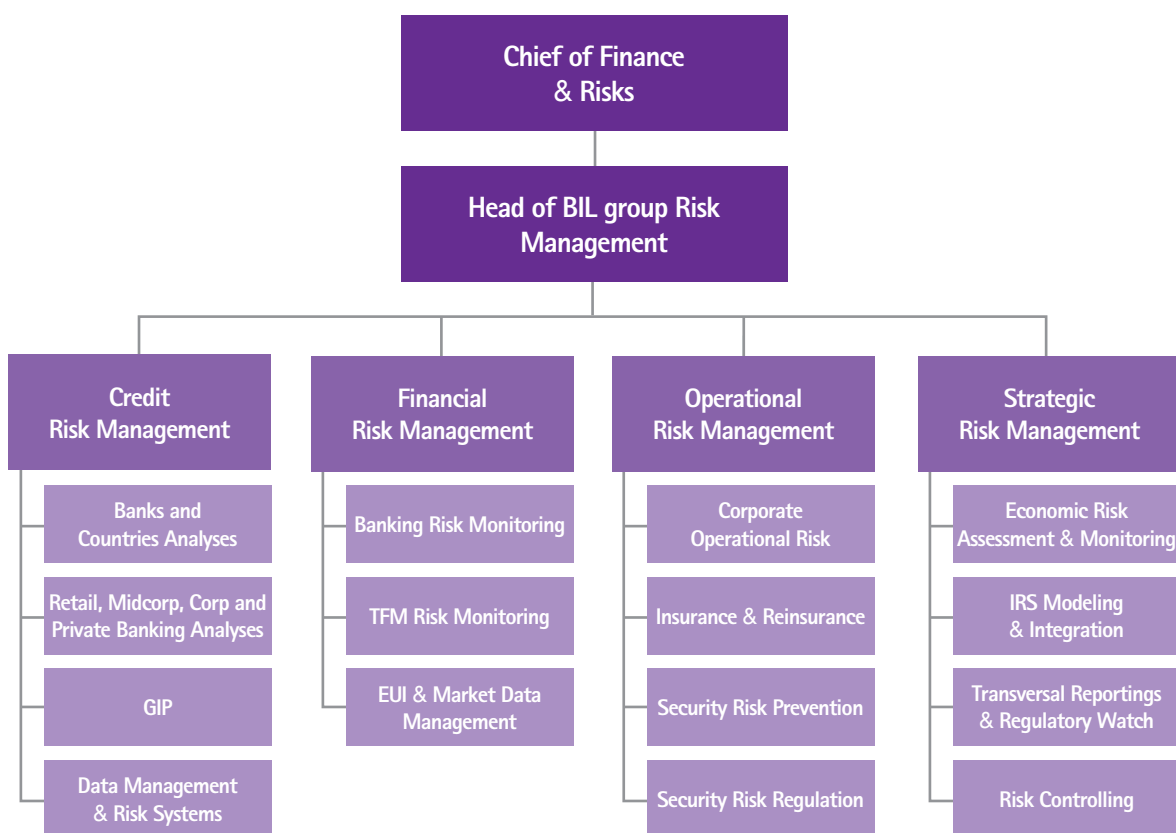 Chief of Finance
& Risks
Head of BIL group Risk
Management
Credit
Risk Management
Banks and
Countries Analyses
Retail, Midcorp, Corp and
Private Banking Analyses
GIP
Data Management
& Risk Systems
Financial
Risk Management
Banking Risk Monitoring
TFM Risk Monitoring
EUI & Market Data
Management
Operational
Risk Management
Corporate
Operational Risk
Insurance & Reinsurance
Security Risk Prevention
Security Risk Regulation
Strategic
Risk Management
Economic Risk
Assessment & Monitoring
IRS Modeling
& Integration
Transversal Reportings
& Regulatory Watch
Risk Controlling